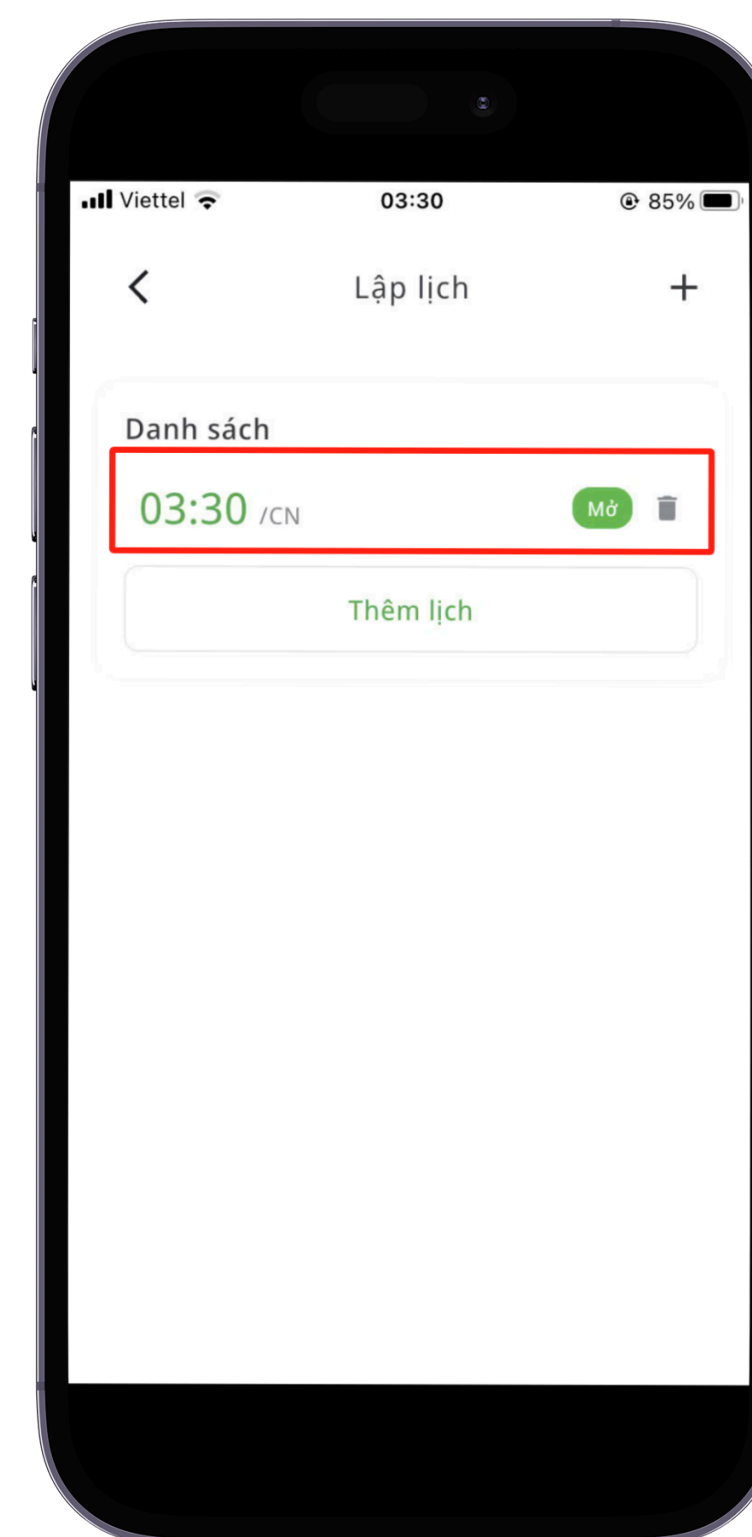 Viettel 03:30 85%
Lập lịch
Danh sách
03:30 /CN Mở
Thêm lịch